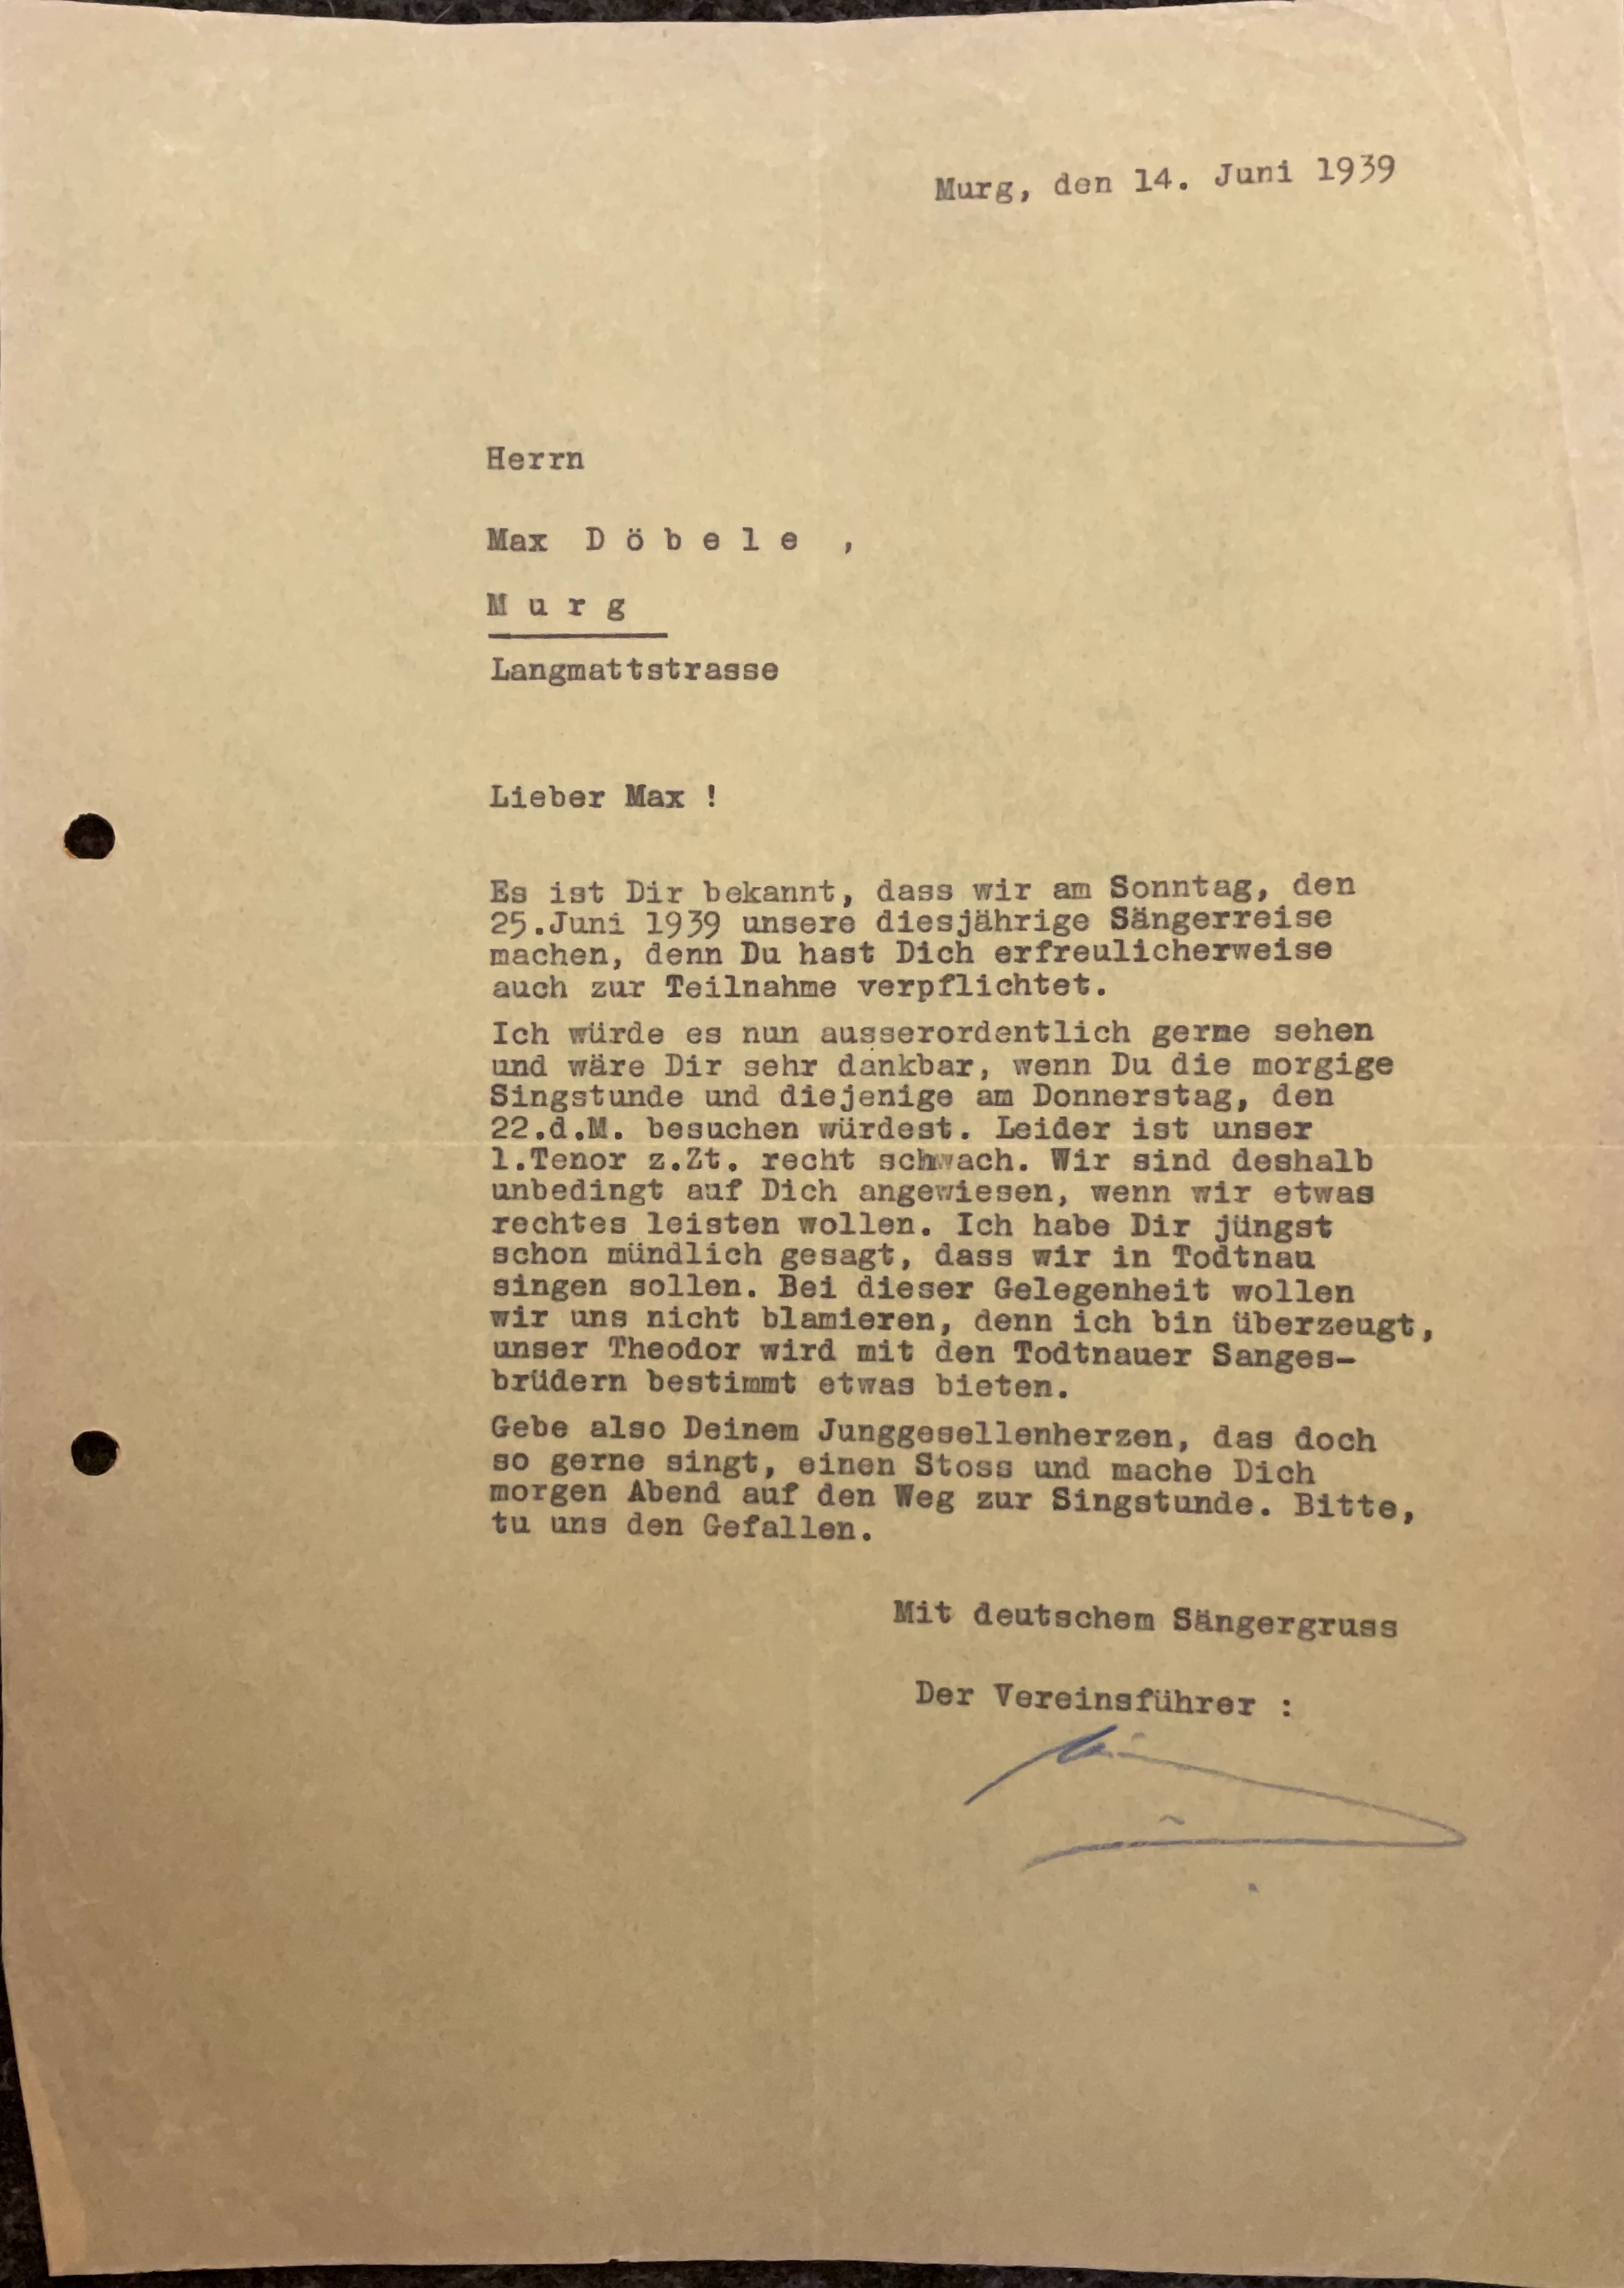 Murg, den 14. Juni 1939
Herrn
Max D ö b e l e ,
M u r g
Langmattstrasse
Lieber Max !
Es ist Dir bekannt, dass wir am Sonntag, den
25.Juni 1939 unsere diesjährige Sängerreise
machen, denn Du hast Dich erfreulicherweise
auch zur Teilnahme verpflichtet.
Ich würde es nun ausserordentlich gerne sehen
und wäre Dir sehr dankbar, wenn Du die morgige
Singstunde und diejenige am Donnerstag, den
22.d.M. besuchen würdest. Leider ist unser
1.Tenor z.Zt. recht schwach. Wir sind deshalb
unbedingt auf Dich angewiesen, wenn wir etwas
rechtes leisten wollen. Ich habe Dir jüngst
schon mündlich gesagt, dass wir in Todtnau
singen sollen. Bei dieser Gelegenheit wollen
wir uns nicht blamieren, denn ich bin überzeugt,
unser Theodor wird mit den Todtnauer Sanges-
brüdern bestimmt etwas bieten.
Gebe also Deinem Junggesellenherzen, das doch
so gerne singt, einen Stoss und mache Dich
morgen Abend auf den Weg zur Singstunde. Bitte,
tu uns den Gefallen.
Mit deutschem Sängergruss
Der Vereinsführer :